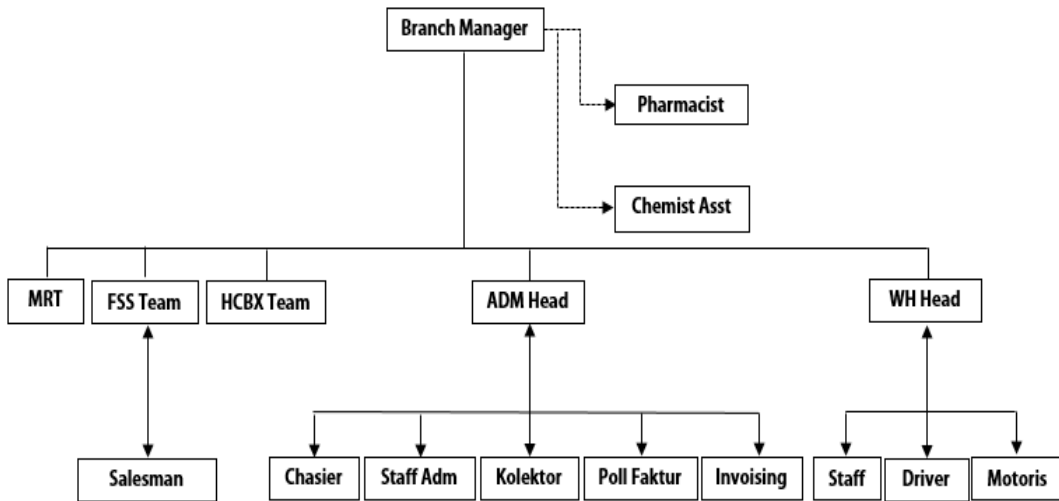 Branch Manager
Pharmacist
Chemist Asst
MRT
FSS Team
HCBX Team
ADM Head
WH Head
Salesman
Chasier
Staff Adm
Kolektor
Poll Faktur
Invoising
Staff
Driver
Motoris